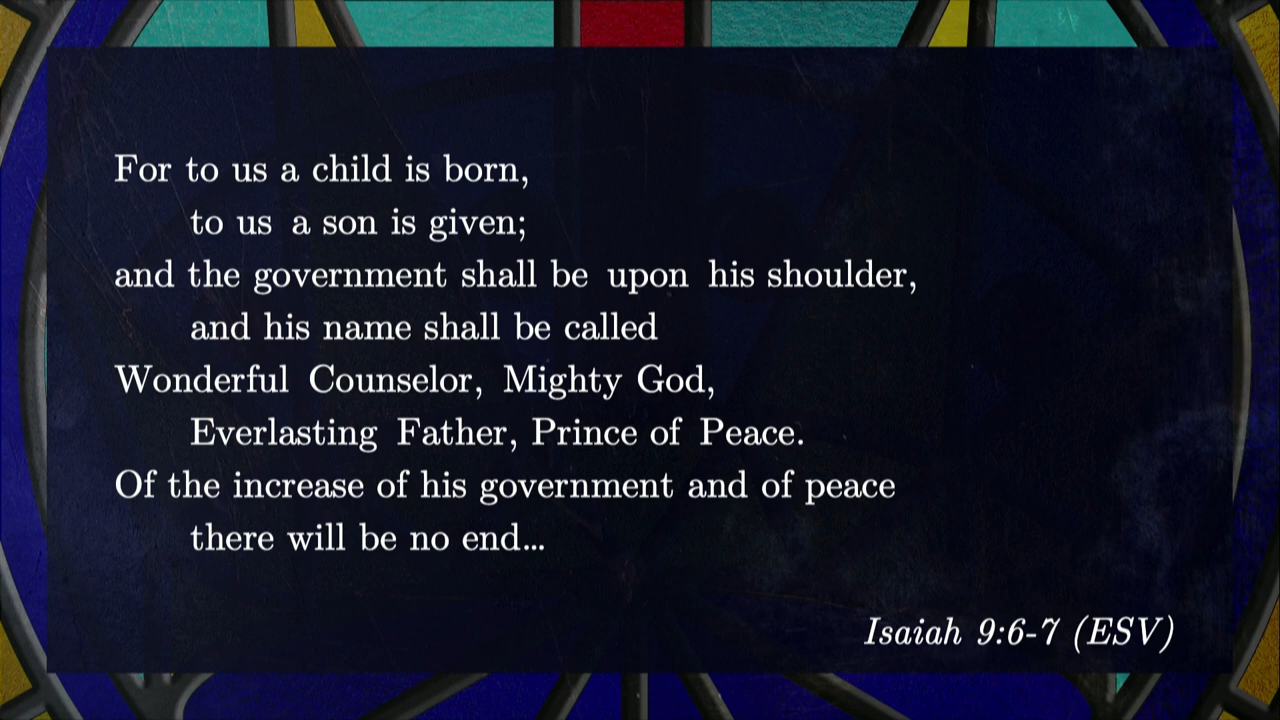 For to us a child is born,
to us a son is given;
and the government shall be upon his shoulder,
and his name shall be called
Wonderful Counselor, Mighty God,
Everlasting Father, Prince of Peace.
Of the increase of his government and of peace
there will be no end...
Isaiah 9:6-7 (ESV)